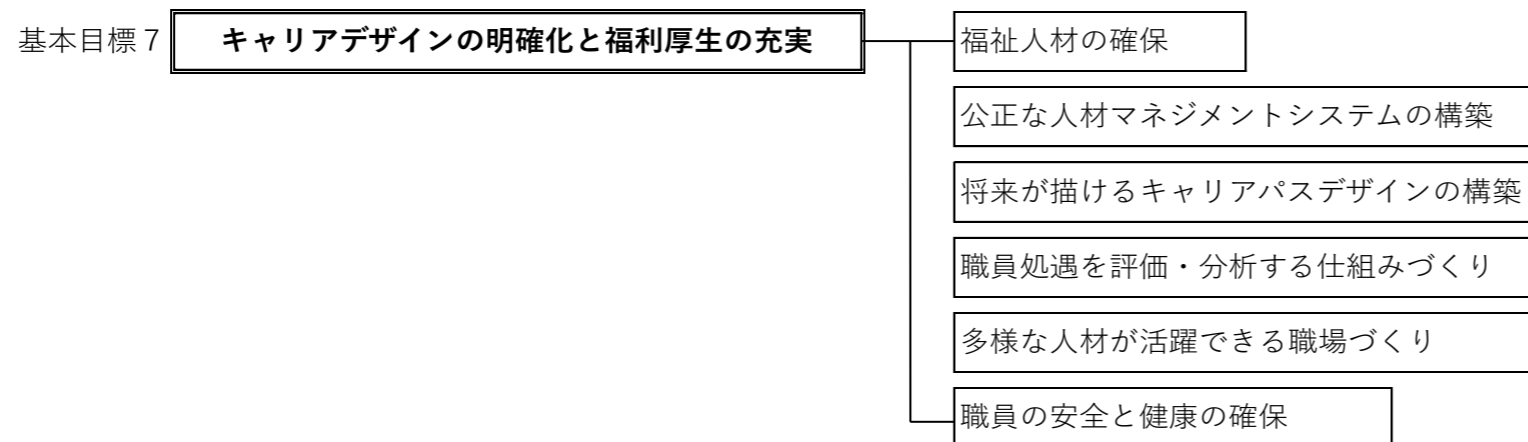 基本目標７ キャリアデザインの明確化と福利厚生の充実
福祉人材の確保
公正な人材マネジメントシステムの構築
将来が描けるキャリアパスデザインの構築
職員処遇を評価・分析する仕組みづくり
多様な人材が活躍できる職場づくり
職員の安全と健康の確保